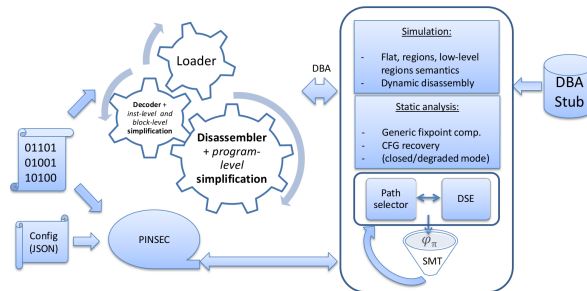 Loader
Decoder +
inst-level and
block-level
simplification
Disassembler
+ program-
level
simplification
01101
01001
10100
Config
(JSON)
PINSEC
DBA
Simulation:
- Flat, regions, low-level
regions semantics
- Dynamic disassembly
Static analysis:
- Generic fixpoint comp.
- CFG recovery
- (closed/degraded mode)
Path
selector
DSE
φπ
SMT
DBA
Stub